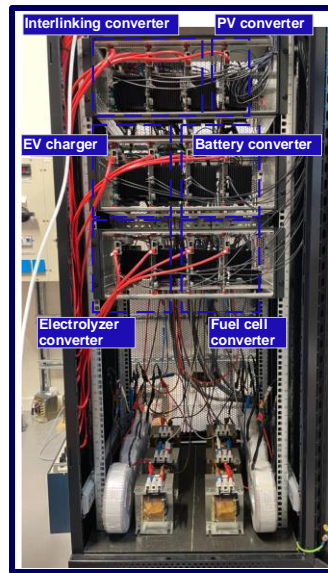 Interlinking converter
PV converter
EV charger
Battery converter
Electrolyzer
converter
Fuel cell
converter